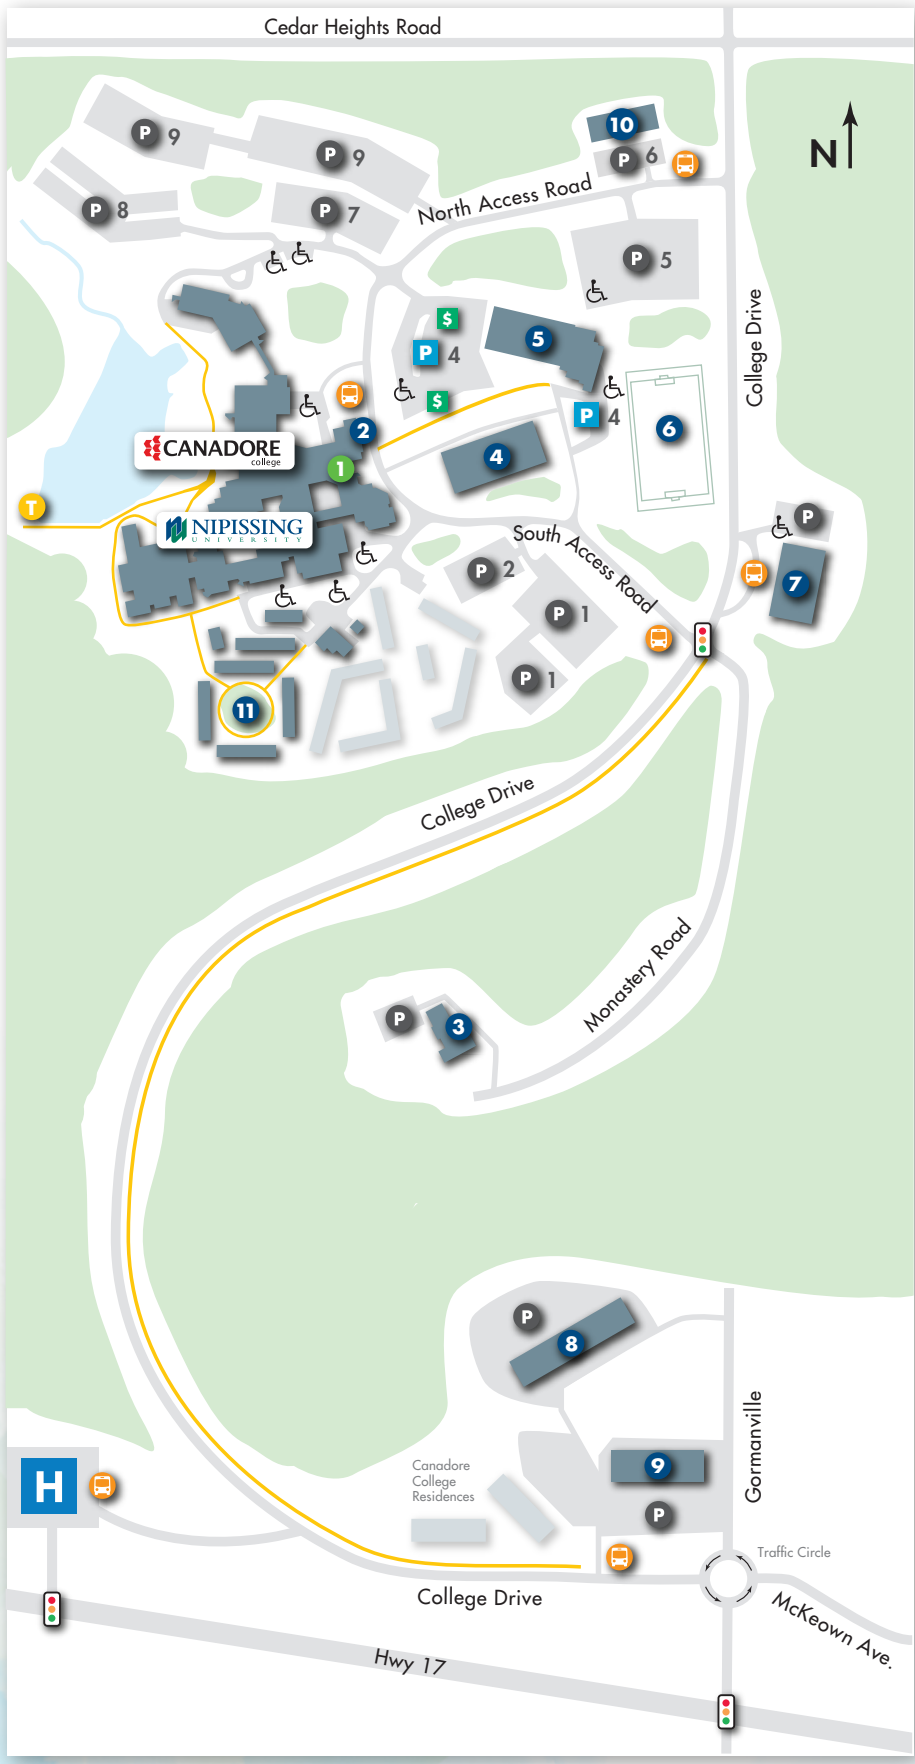 Cedar Heights Road
10
P 9
P 9
P 6
N
P 8
P 7
North Access Road
P 5
College Drive
$
5
P 4
$
P 4
2
6
CANADORE
college
1
4
T
NIPISSING
UNIVERSITY
P
South Access Road
P 2
7
P 1
P 1
11
College Drive
Monastery Road
P
3
P
8
Gormanville
Canadore
College
Residences
9
H
P
Traffic Circle
College Drive
McKeown Ave.
Hwy 17